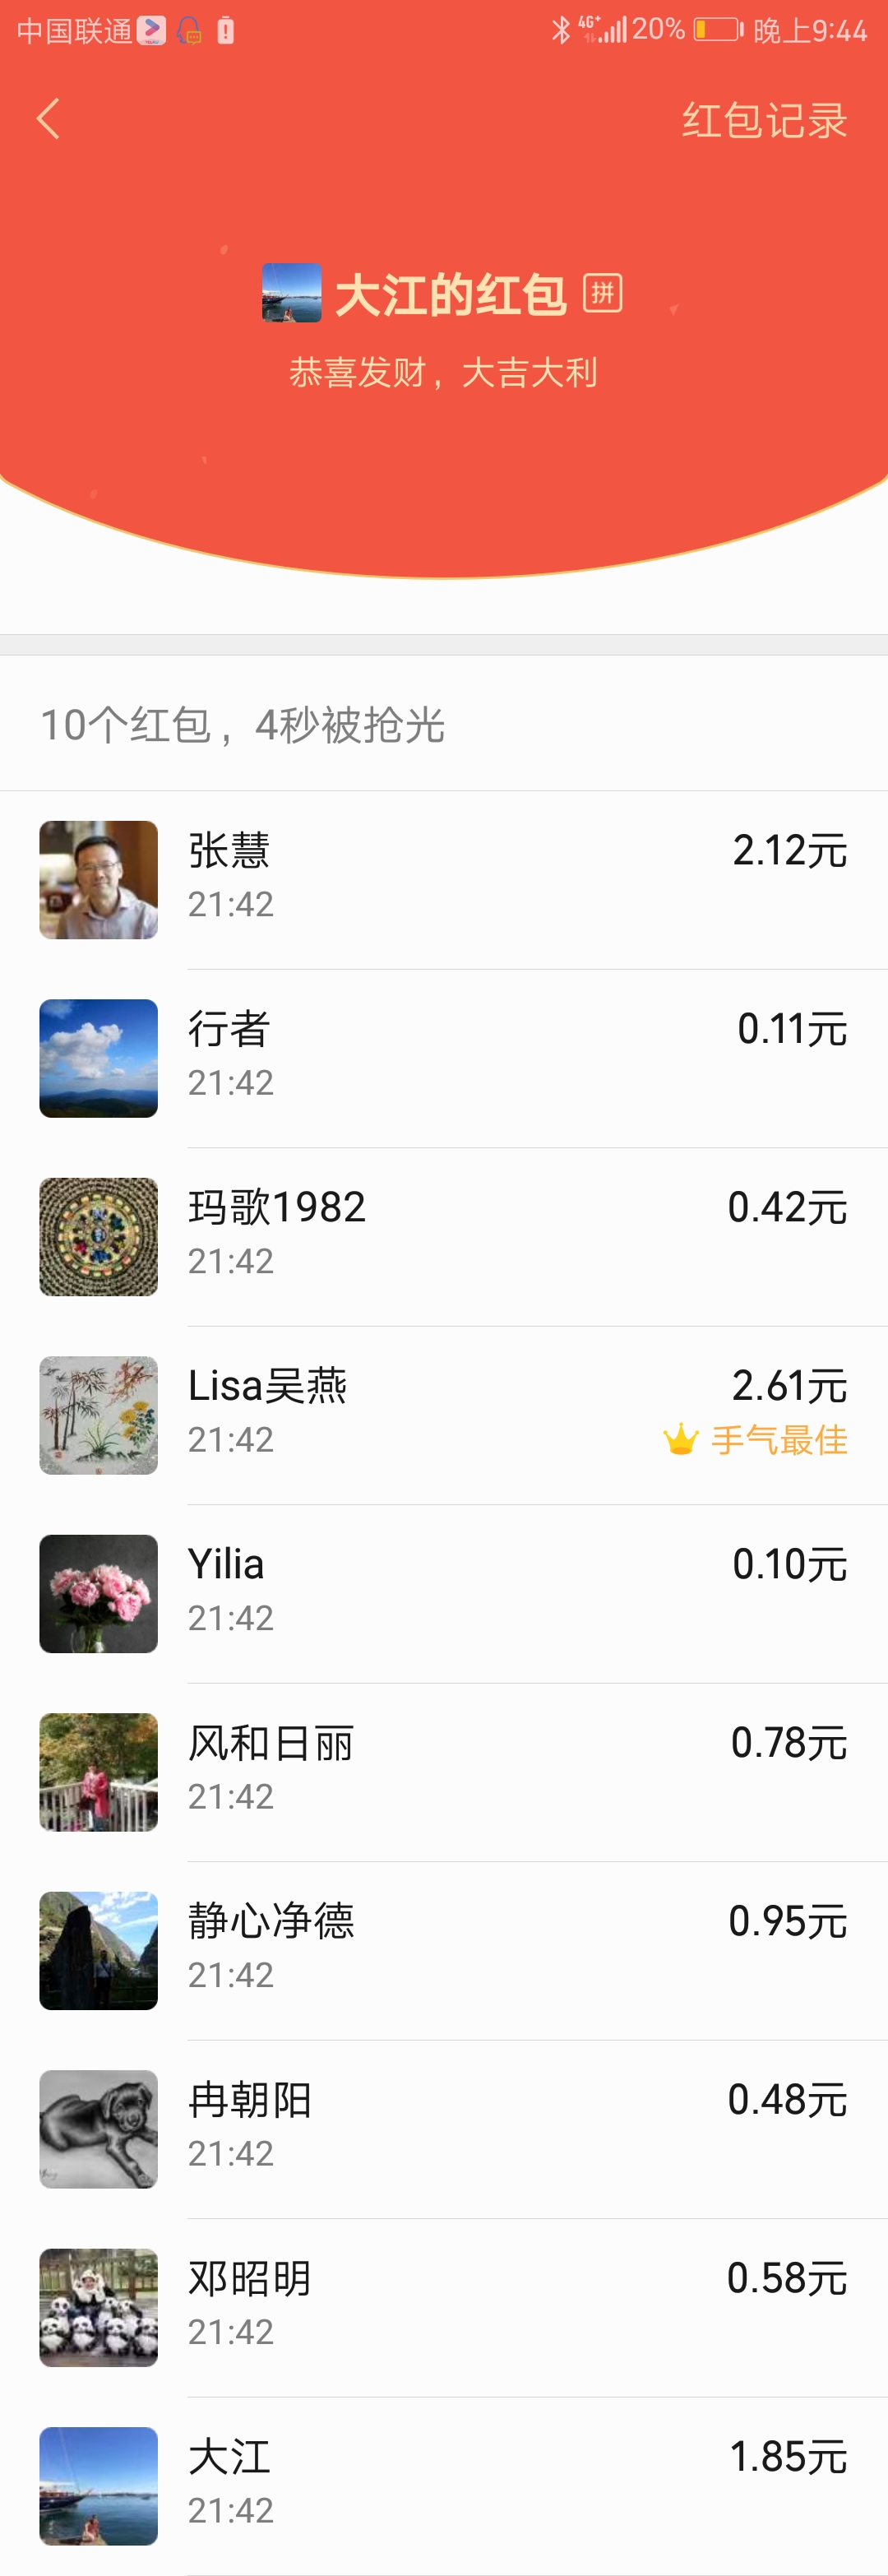 中国联通 4G+ 20% 晚上9:44
红包记录
大江的红包 拼
恭喜发财，大吉大利
10个红包，4秒被抢光
张慧 2.12元
21:42
行者 0.11元
21:42
玛歌1982 0.42元
21:42
Lisa吴燕 2.61元
21:42 手气最佳
Yilia 0.10元
21:42
风和日丽 0.78元
21:42
静心净德 0.95元
21:42
冉朝阳 0.48元
21:42
邓昭明 0.58元
21:42
大江 1.85元
21:42